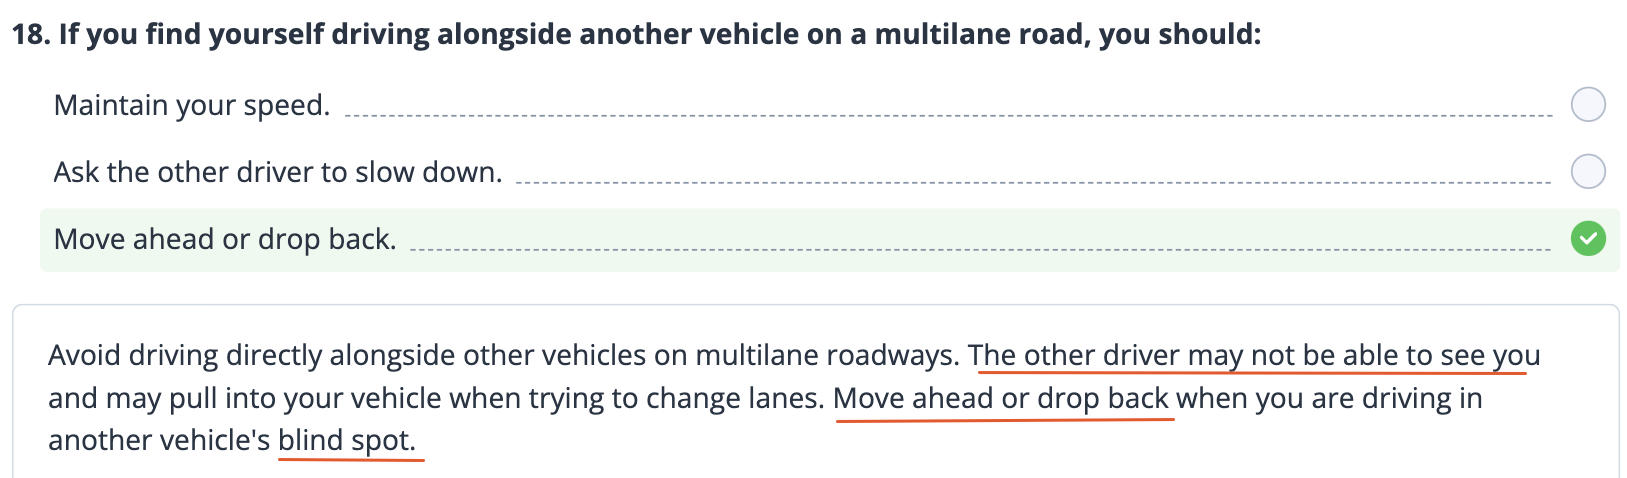 18. If you find yourself driving alongside another vehicle on a multilane road, you should:
Maintain your speed.
Ask the other driver to slow down.
Move ahead or drop back.
Avoid driving directly alongside other vehicles on multilane roadways. The other driver may not be able to see you
and may pull into your vehicle when trying to change lanes. Move ahead or drop back when you are driving in
another vehicle's blind spot.